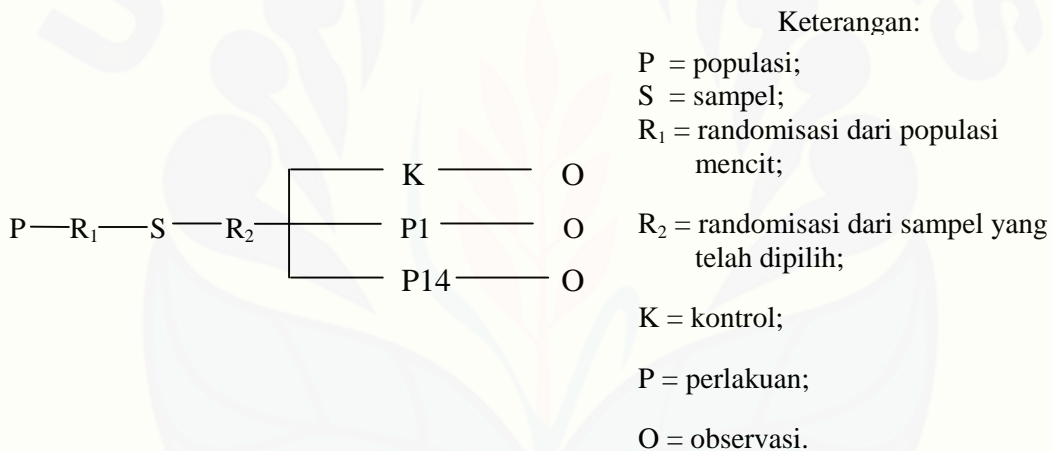 Keterangan:
P = populasi;
S = sampel;
R₁ = randomisasi dari populasi
mencit;
R₂ = randomisasi dari sampel yang
telah dipilih;
K = kontrol;
P = perlakuan;
O = observasi.
K O
P R₁ S R₂ P1 O
P14 O